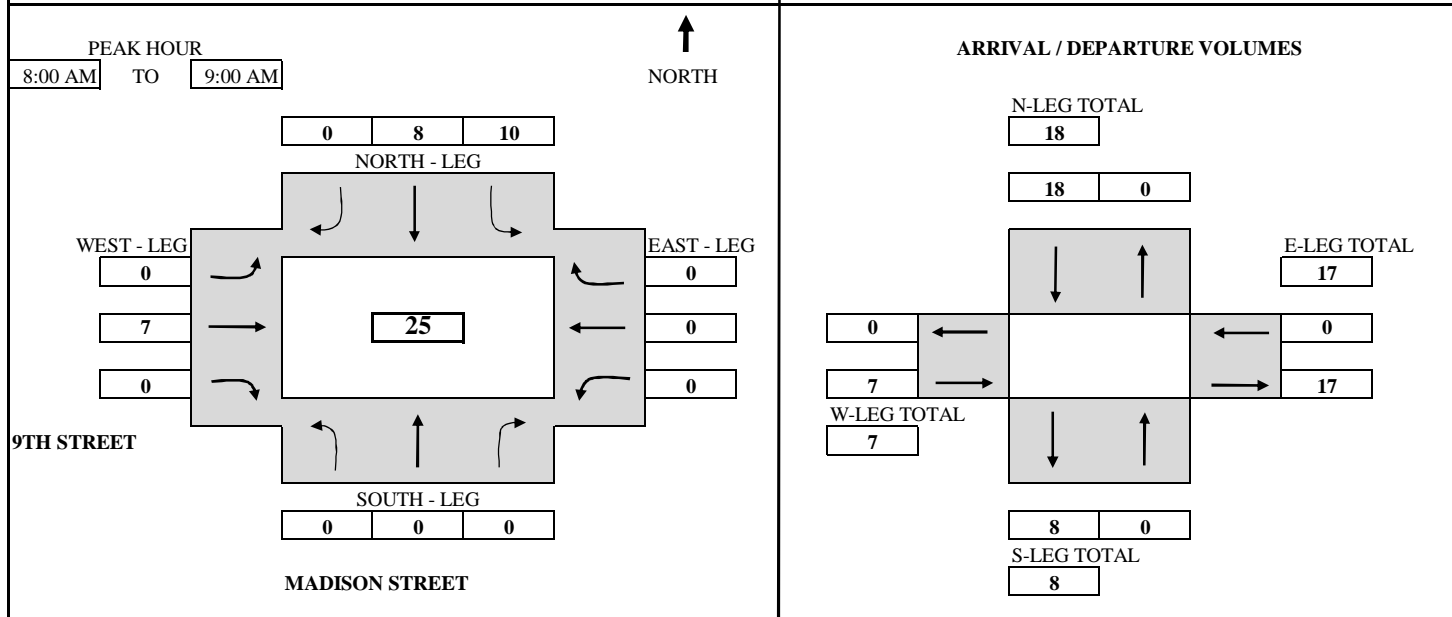 PEAK HOUR
8:00 AM TO 9:00 AM
NORTH
0 8 10
NORTH - LEG
WEST - LEG
EAST - LEG
0 0
7 25 0
0 0
9TH STREET
SOUTH - LEG
0 0 0
MADISON STREET
ARRIVAL / DEPARTURE VOLUMES
N-LEG TOTAL
18
18 0
E-LEG TOTAL
17
0 0
7 17
W-LEG TOTAL
7
8 0
S-LEG TOTAL
8